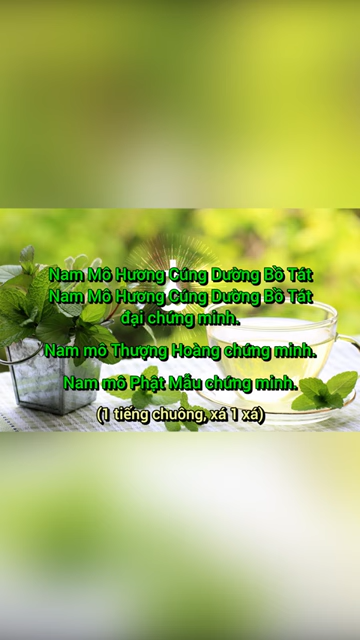 Nam Mô Hương Cúng Dường Bồ Tát
Nam Mô Hương Cúng Dường Bồ Tát
đại chứng minh.
Nam mô Thượng Hoàng chứng minh.
Nam mô Phật Mẫu chứng minh.
(1 tiếng chuông, xá 1 xá)